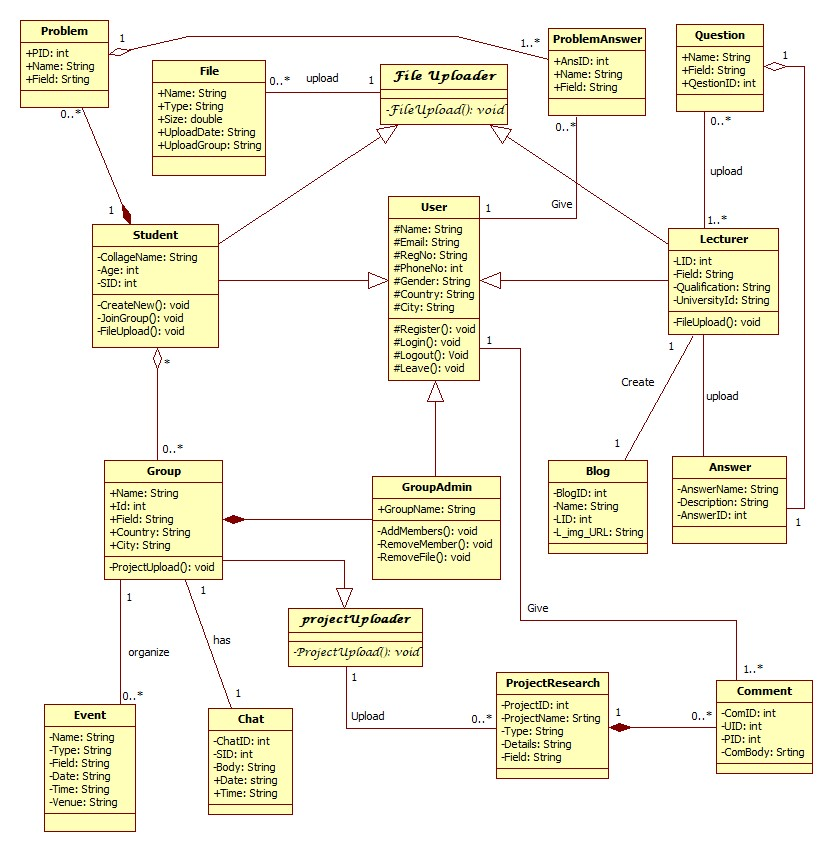 Problem
+PID: int
+Name: String
+Field: Srting
1
1..*
0..*
File
+Name: String
+Type: String
+Size: double
+UploadDate: String
+UploadGroup: String
0..*
upload
1
File Uploader
-FileUpload(): void
ProblemAnswer
+AnsID: int
+Name: String
+Field: String
0..*
Question
+Name: String
+Field: String
+QestionID: int
1
0..*
upload
1..*
1
Student
-CollageName: String
-Age: int
-SID: int
-CreateNew(): void
-JoinGroup(): void
-FileUpload(): void
*
User
#Name: String
#Email: String
#RegNo: String
#PhoneNo: int
#Gender: String
#Country: String
#City: String
#Register(): void
#Login(): void
#Logout(): Void
#Leave(): void
1
Give
1
Lecturer
-LID: int
-Field: String
-Qualification: String
-UniversityId: String
-FileUpload(): void
1
Create
1
upload
0..*
Group
+Name: String
+Id: int
+Field: String
+Country: String
+City: String
-ProjectUpload(): void
GroupAdmin
+GroupName: String
-AddMembers(): void
-RemoveMember(): void
-RemoveFile(): void
Blog
-BlogID: int
-Name: String
-LID: int
-L_img_URL: String
Answer
-AnswerName: String
-Description: String
-AnswerID: int
1
1
organize
0..*
1
has
1
projectUploader
-ProjectUpload(): void
1
Upload
0..*
Give
1..*
Event
-Name: String
-Type: String
-Field: String
-Date: String
-Time: String
-Venue: String
Chat
-ChatID: int
-SID: int
-Body: String
+Date: string
+Time: String
ProjectResearch
-ProjectID: int
-ProjectName: Srting
-Type: String
-Details: String
-Field: String
1
0..*
Comment
-ComID: int
-UID: int
-PID: int
-ComBody: Srting